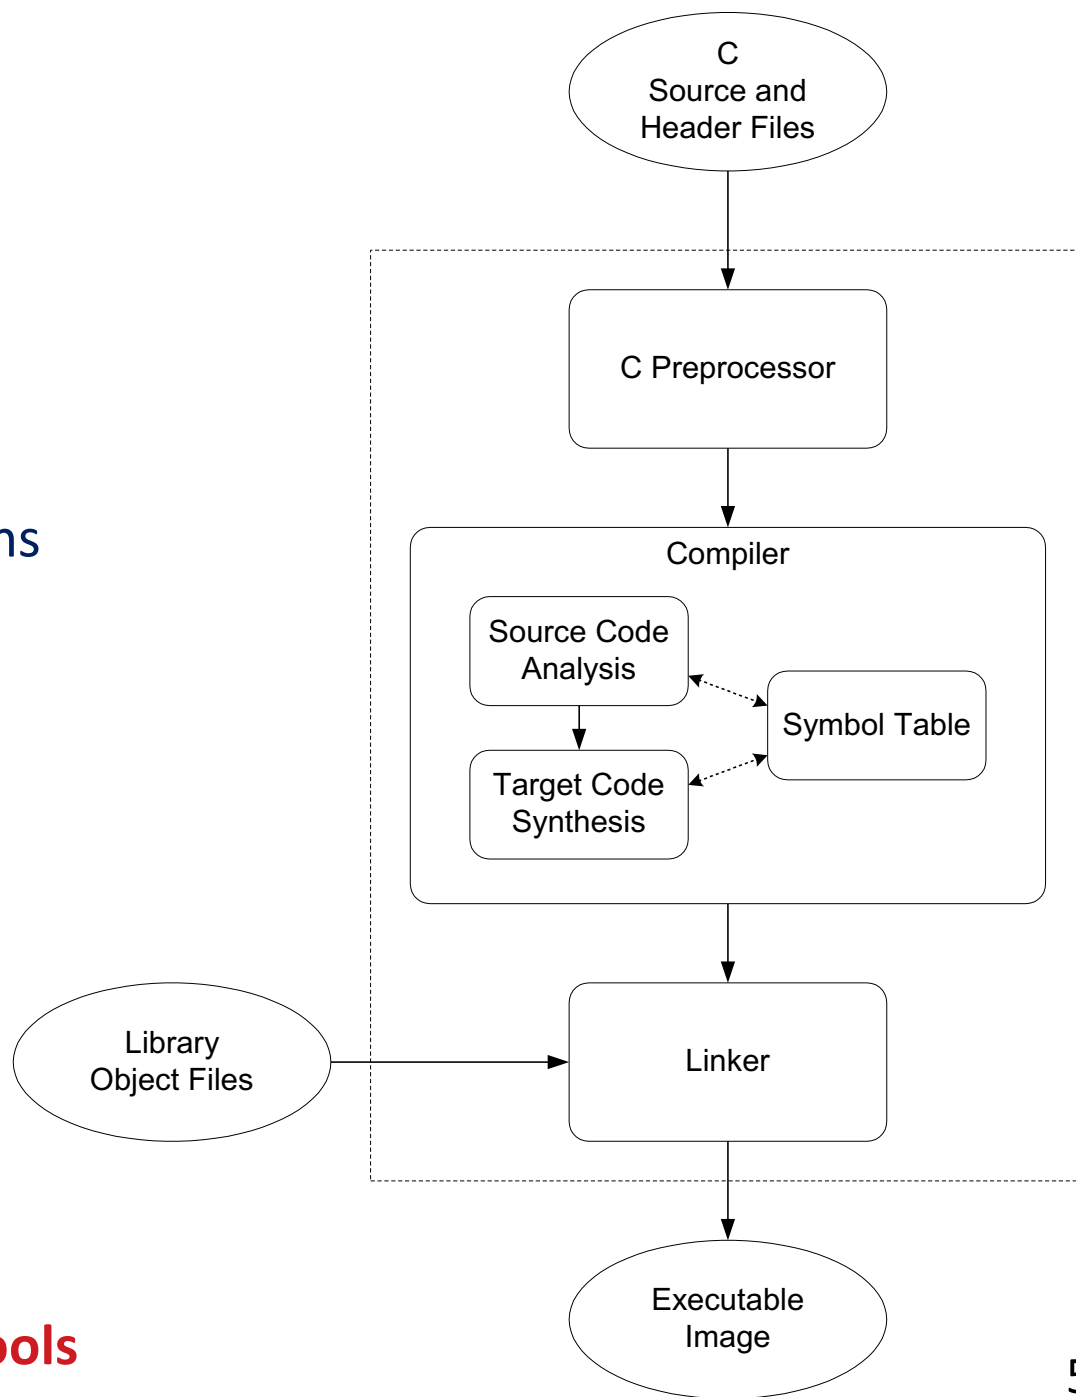 C
Source and
Header Files
C Preprocessor
ns
Compiler
Source Code
Analysis
Symbol Table
Target Code
Synthesis
Library
Object Files
Linker
Executable
Image
ools
5